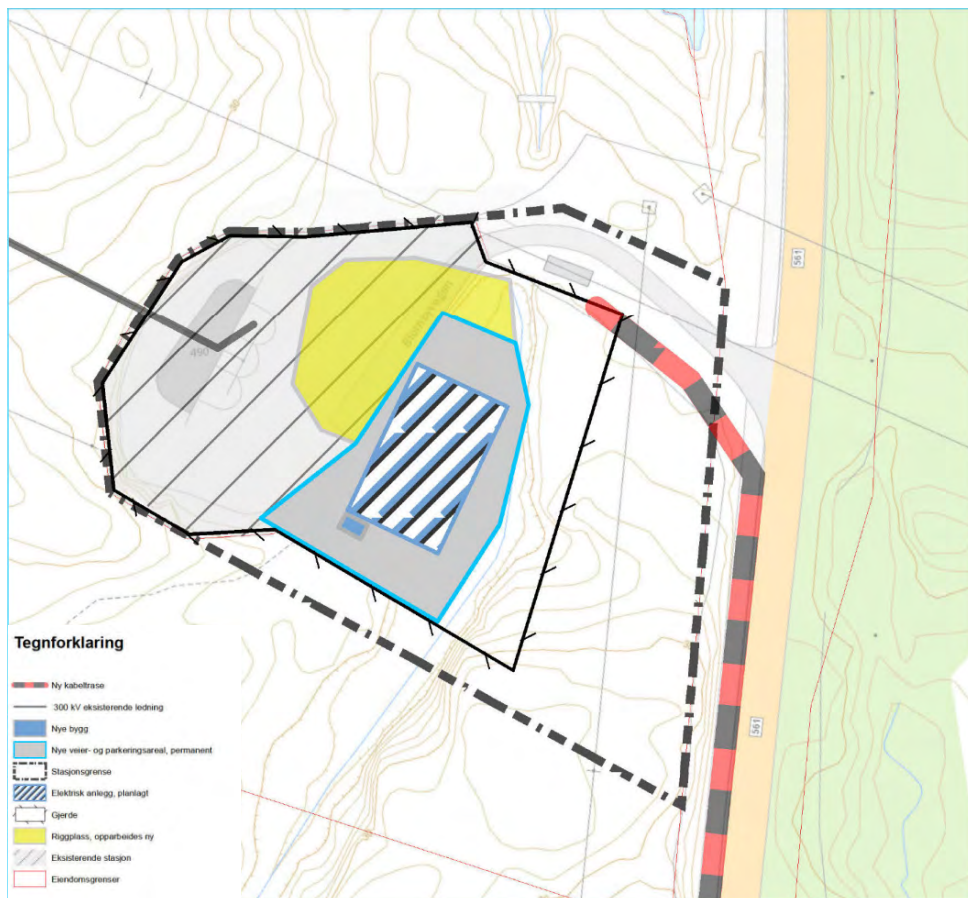 561
490
561
Tegnforklaring
Ny kabeltrase
300 kV eksisterende ledning
Nye bygg
Nye veier- og parkeringsareal, permanent
Stasjonsgrense
Elektrisk anlegg, planlagt
Gjerde
Riggplass, opparbeides ny
Eksisterende stasjon
Eiendomsgrenser